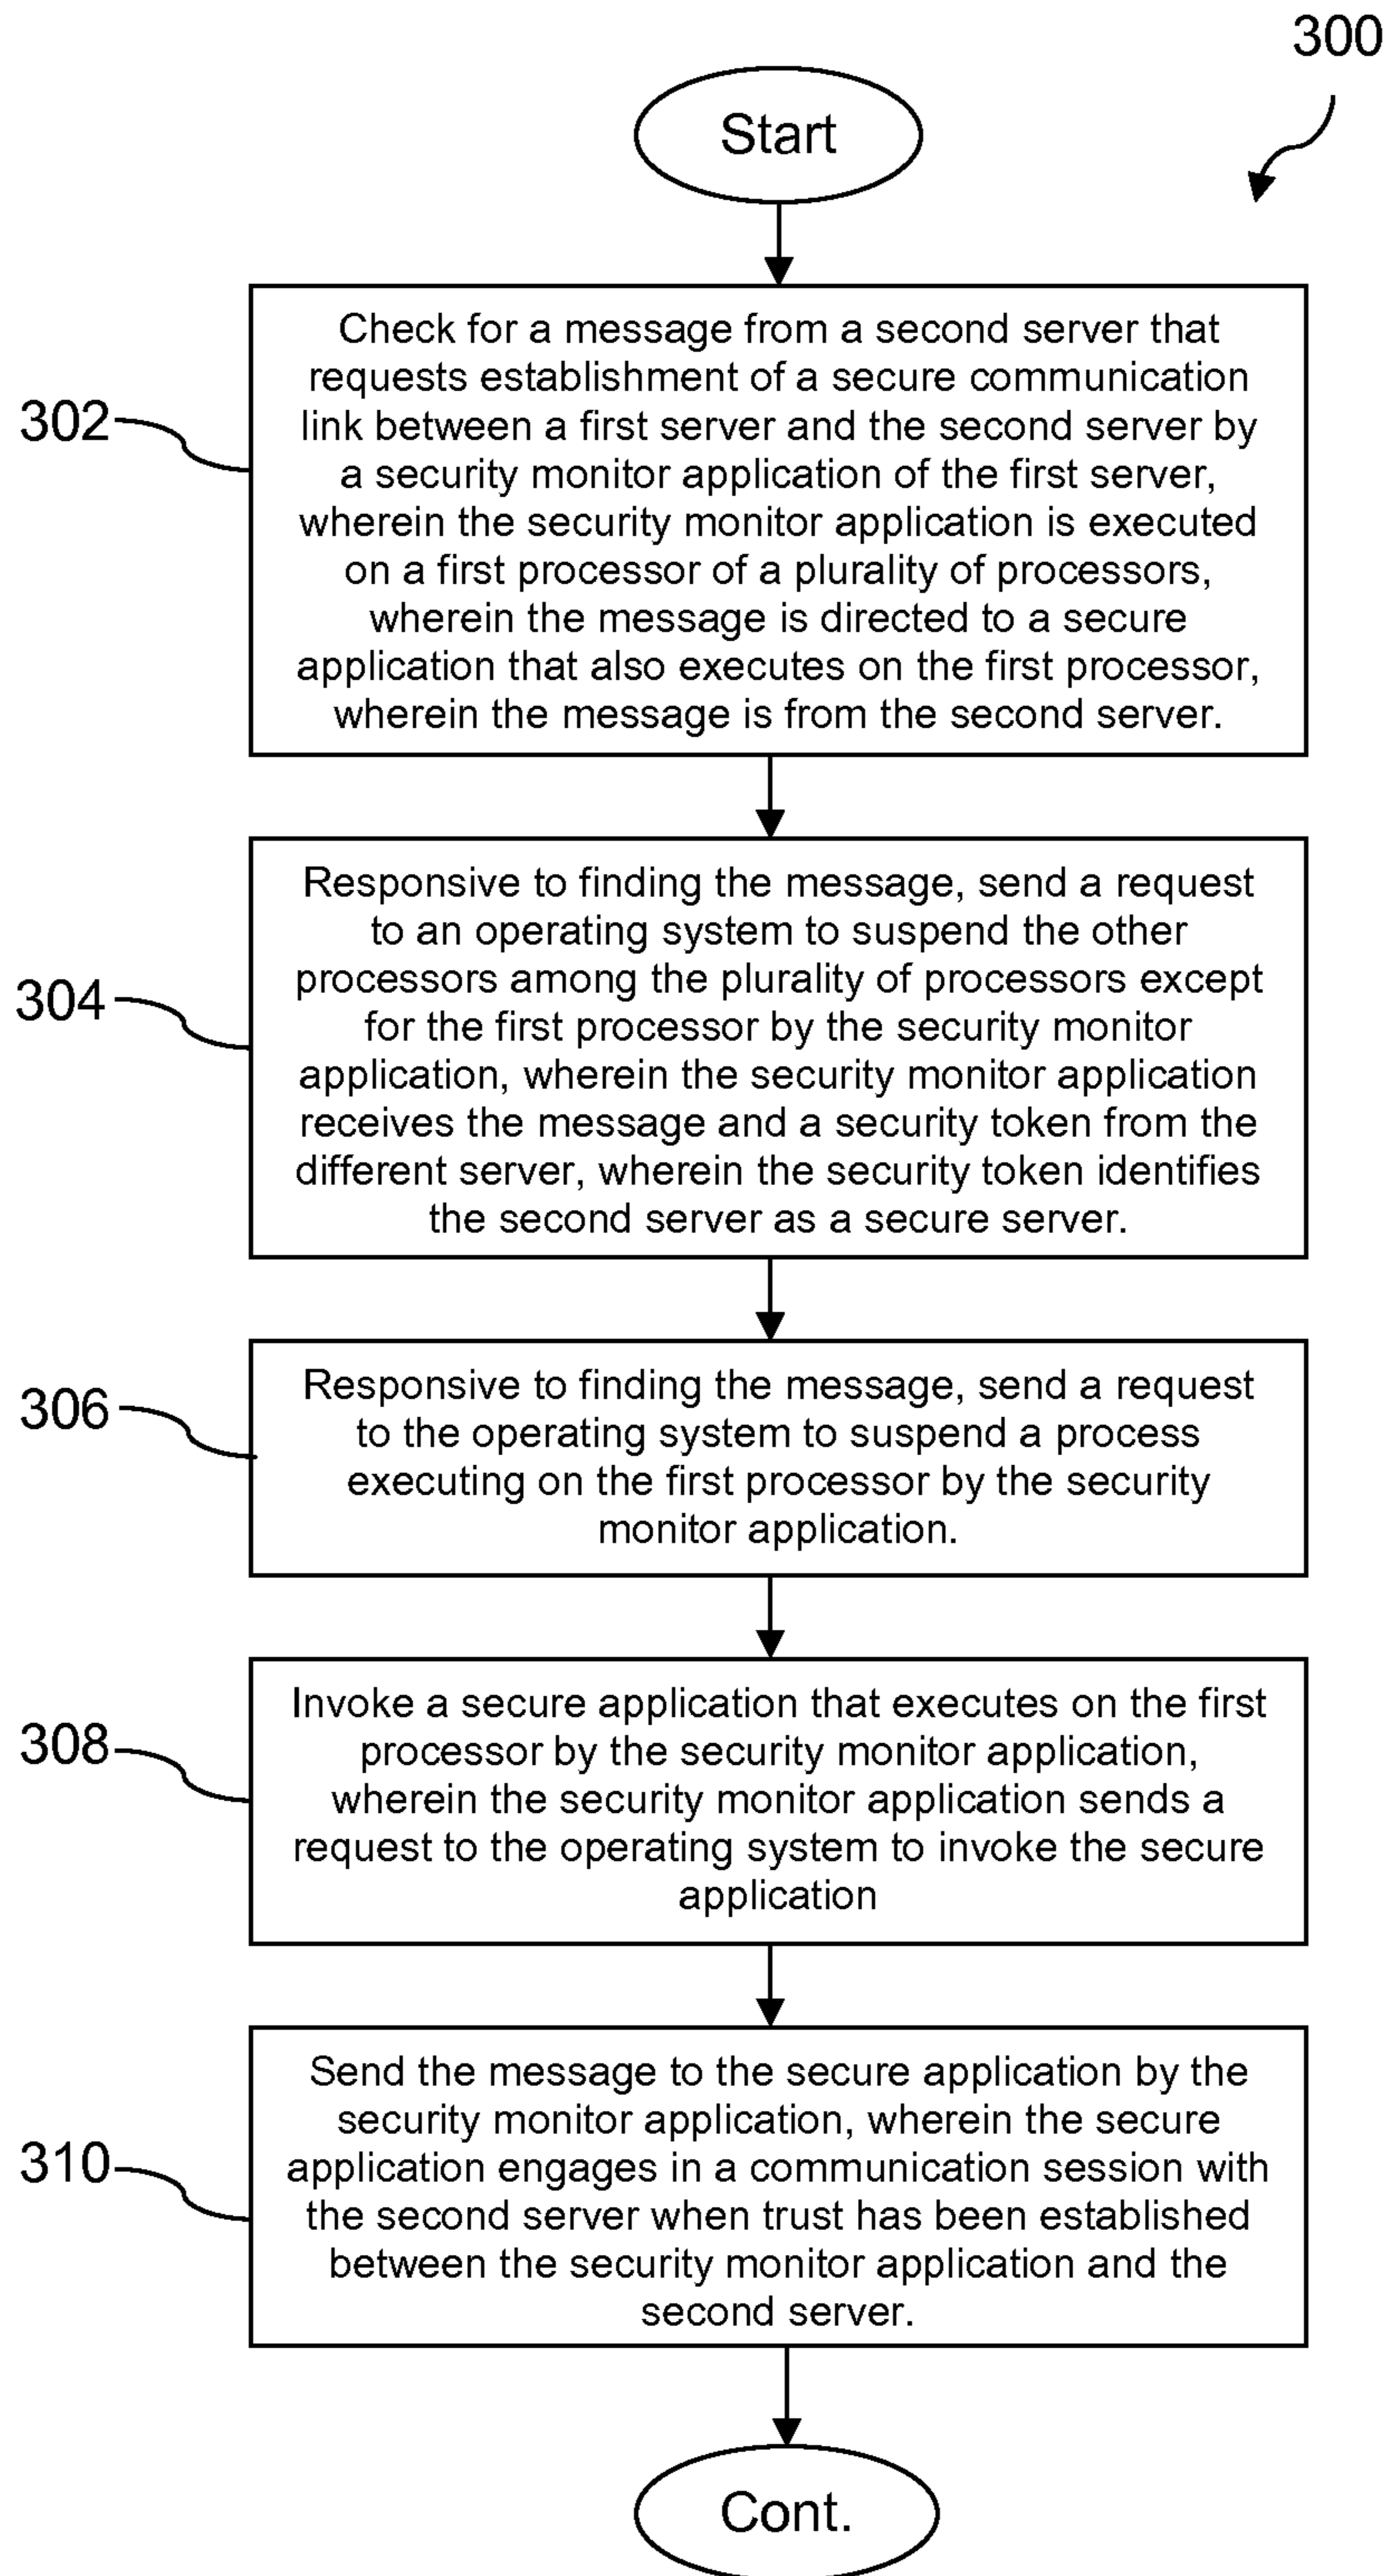 300
Start
302
Check for a message from a second server that
requests establishment of a secure communication
link between a first server and the second server by
a security monitor application of the first server,
wherein the security monitor application is executed
on a first processor of a plurality of processors,
wherein the message is directed to a secure
application that also executes on the first processor,
wherein the message is from the second server.
304
Responsive to finding the message, send a request
to an operating system to suspend the other
processors among the plurality of processors except
for the first processor by the security monitor
application, wherein the security monitor application
receives the message and a security token from the
different server, wherein the security token identifies
the second server as a secure server.
306
Responsive to finding the message, send a request
to the operating system to suspend a process
executing on the first processor by the security
monitor application.
308
Invoke a secure application that executes on the first
processor by the security monitor application,
wherein the security monitor application sends a
request to the operating system to invoke the secure
application
310
Send the message to the secure application by the
security monitor application, wherein the secure
application engages in a communication session with
the second server when trust has been established
between the security monitor application and the
second server.
Cont.